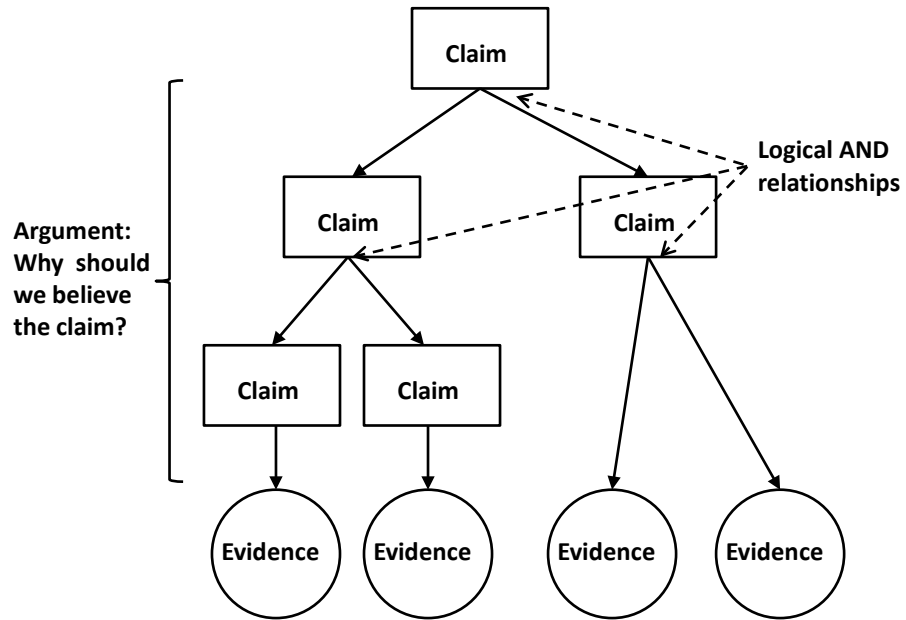 Claim
Logical AND
relationships
Claim
Claim
Argument:
Why should
we believe
the claim?
Claim
Claim
Evidence
Evidence
Evidence
Evidence